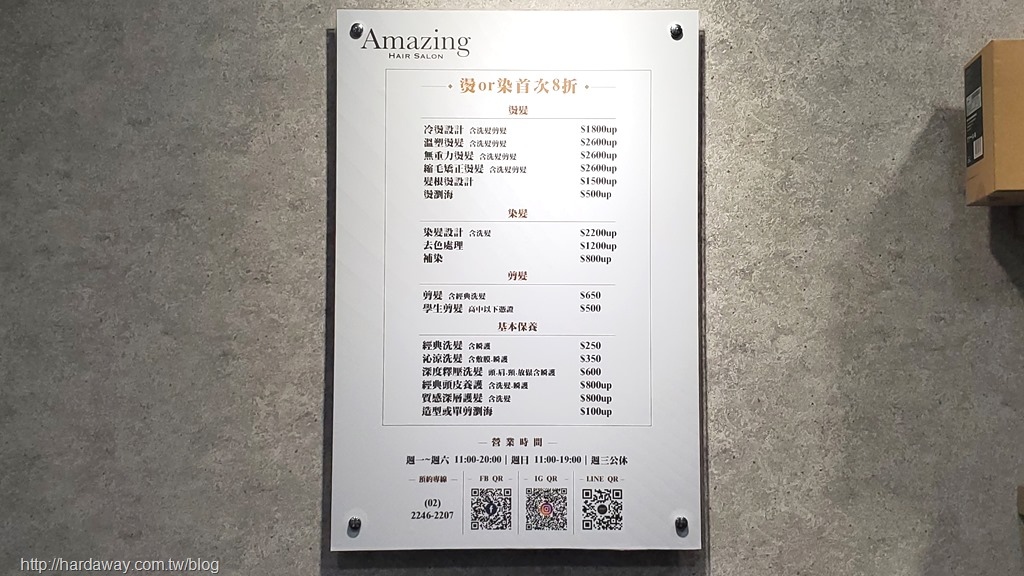 Amazing
HAIR SALON
燙or染首次8折
燙髮
冷燙設計 含洗髮剪髮 $1800up
溫塑燙髮 含洗髮剪髮 $2600up
無重力燙髮 含洗髮剪髮 $2600up
縮毛矯正燙髮 含洗髮剪髮 $2600up
髮根燙設計 $1500up
燙瀏海 $500up
染髮
染髮設計 含洗髮 $2200up
去色處理 $1200up
補染 $800up
剪髮
剪髮 含經典洗髮 $650
學生剪髮 高中以下憑證 $500
基本保養
經典洗髮 含瞬護 $250
沁涼洗髮 含敷膜.瞬護 $350
深度釋壓洗髮 頭.肩.頸.放鬆含瞬護 $600
經典頭皮養護 含洗髮.瞬護 $800up
質感深層護髮 含洗髮 $800up
造型或單剪瀏海 $100up
營業時間
週一~週六 11:00-20:00 | 週日 11:00-19:00 | 週三公休
預約專線 FB QR IG QR LINE QR
(02)
2246-2207
http://hardaway.com.tw/blog